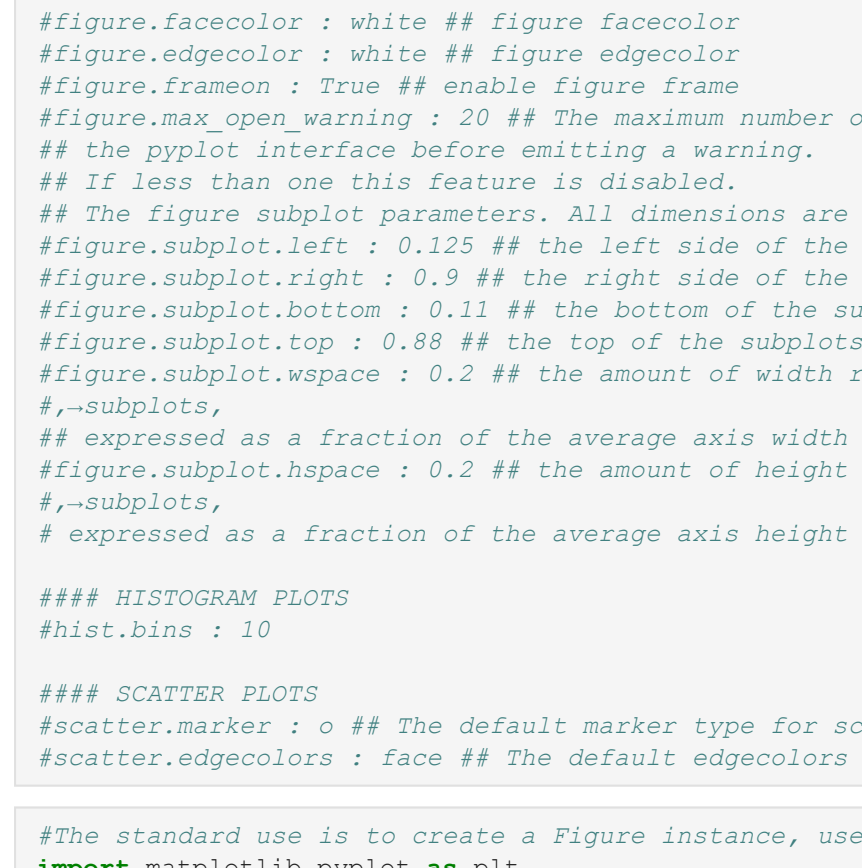 #figure.facecolor : white ## figure facecolor
#figure.edgecolor : white ## figure edgecolor
#figure.frameon : True ## enable figure frame
#figure.max_open_warning : 20 ## The maximum number o
## the pyplot interface before emitting a warning.
## If less than one this feature is disabled.
## The figure subplot parameters. All dimensions are
#figure.subplot.left : 0.125 ## the left side of the
#figure.subplot.right : 0.9 ## the right side of the
#figure.subplot.bottom : 0.11 ## the bottom of the su
#figure.subplot.top : 0.88 ## the top of the subplots
#figure.subplot.wspace : 0.2 ## the amount of width r
#,→subplots,
## expressed as a fraction of the average axis width
#figure.subplot.hspace : 0.2 ## the amount of height
#,→subplots,
# expressed as a fraction of the average axis height
#### HISTOGRAM PLOTS
#hist.bins : 10
#### SCATTER PLOTS
#scatter.marker : o ## The default marker type for sc
#scatter.edgecolors : face ## The default edgecolors
#The standard use is to create a Figure instance, use
import matplotlib.pyplot as plt